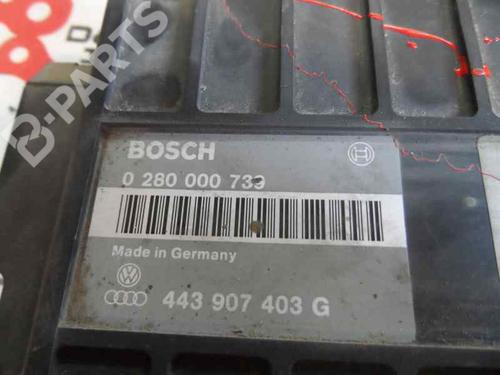 B-PARTS
BOSCH
0 280 000 739
Made in Germany
443 907 403 G